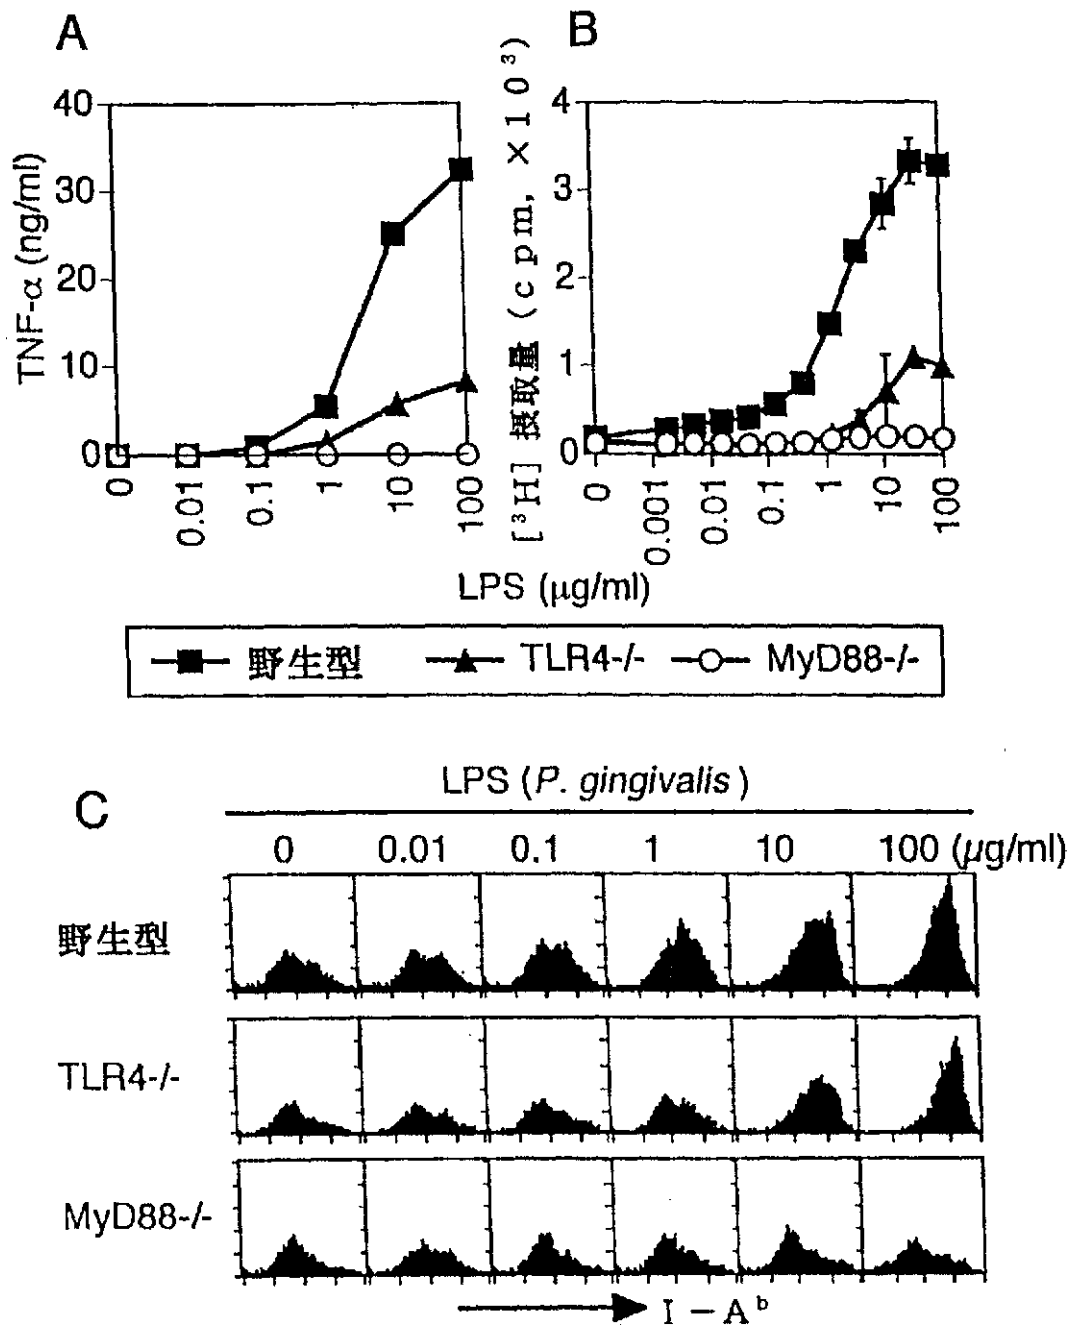 A
B
TNF-α (ng/ml)
40
30
20
10
0
0
0.01
0.1
1
10
100
[³H] 摂取量 (cpm, ×10³)
4
3
2
1
0
0
0.001
0.01
0.1
1
10
100
LPS (μg/ml)
野生型 TLR4-/- MyD88-/-
C
LPS (P. gingivalis)
0 0.01 0.1 1 10 100 (μg/ml)
野生型
TLR4-/-
MyD88-/-
I－Aᵇ